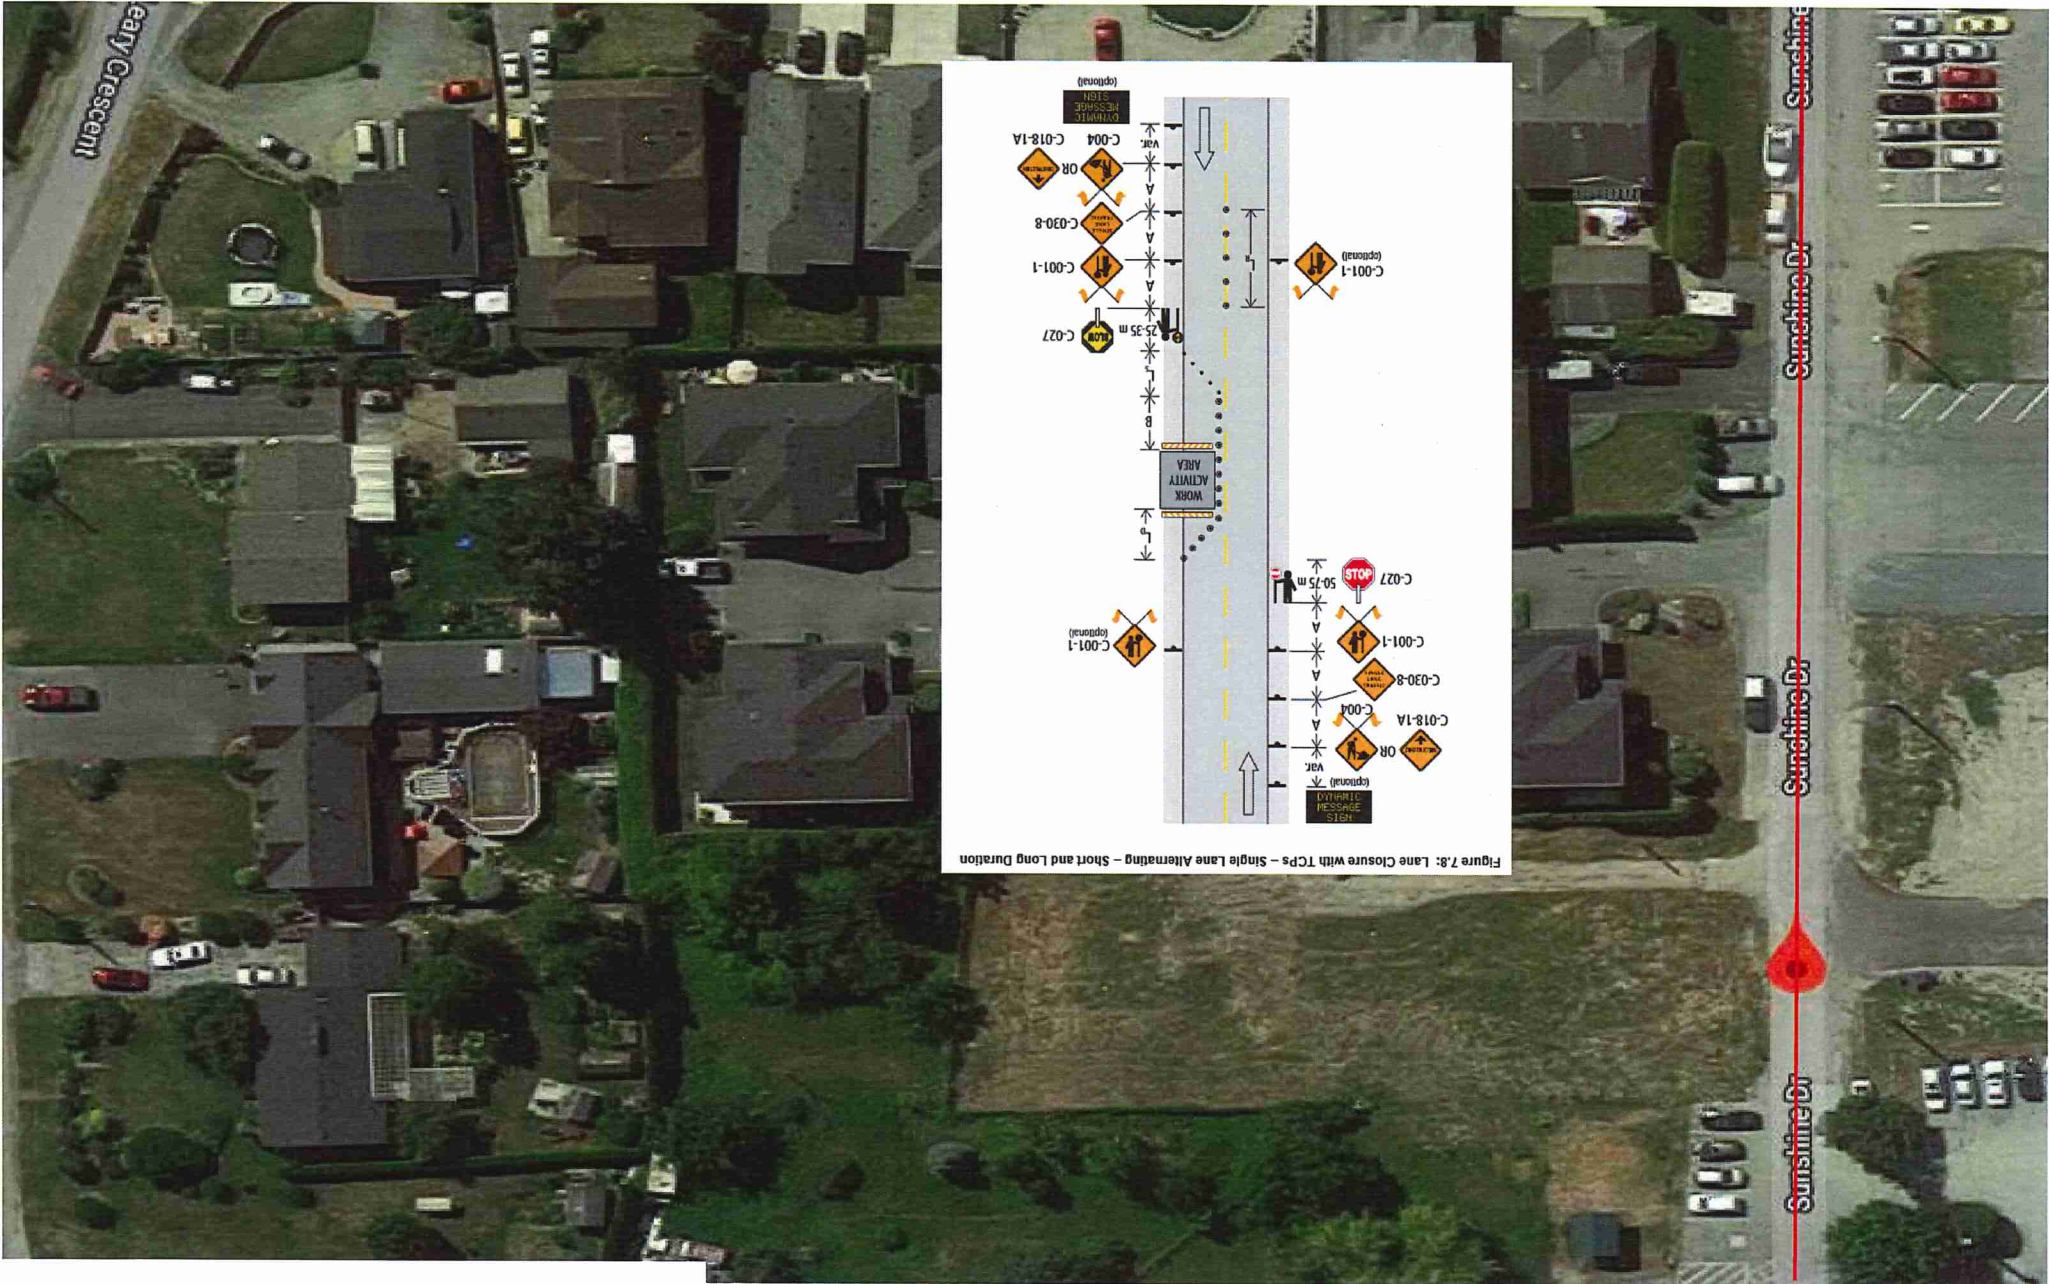 eary Crescent
Sunshine
Sunshine Dr
Sunshine Dr
Sunshine Dr
Figure 7.8: Lane Closure with TCPs – Single Lane Alternating – Short and Long Duration
DYNAMIC
MESSAGE
SIGN
(optional)
var.
C-018-1A
OR
C-004
A
C-030-8
A
C-001-1
A
C-027
STOP
50-75 m
C-001-1
(optional)
WORK
ACTIVITY
AREA
B
25-35 m
SLOW
C-027
A
C-001-1
C-001-1
(optional)
A
C-030-8
A
C-004
OR
C-018-1A
var.
DYNAMIC
MESSAGE
SIGN
(optional)